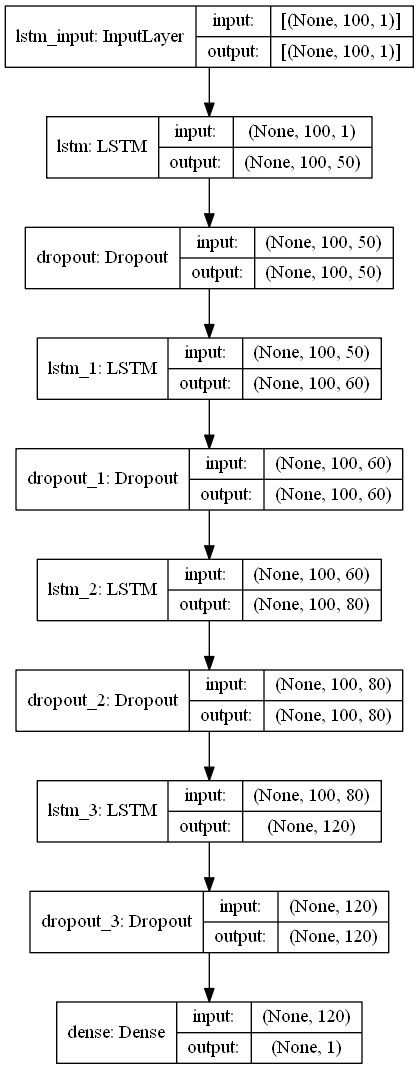 lstm_input: InputLayer
input: [(None, 100, 1)]
output: [(None, 100, 1)]
lstm: LSTM
input: (None, 100, 1)
output: (None, 100, 50)
dropout: Dropout
input: (None, 100, 50)
output: (None, 100, 50)
lstm_1: LSTM
input: (None, 100, 50)
output: (None, 100, 60)
dropout_1: Dropout
input: (None, 100, 60)
output: (None, 100, 60)
lstm_2: LSTM
input: (None, 100, 60)
output: (None, 100, 80)
dropout_2: Dropout
input: (None, 100, 80)
output: (None, 100, 80)
lstm_3: LSTM
input: (None, 100, 80)
output: (None, 120)
dropout_3: Dropout
input: (None, 120)
output: (None, 120)
dense: Dense
input: (None, 120)
output: (None, 1)